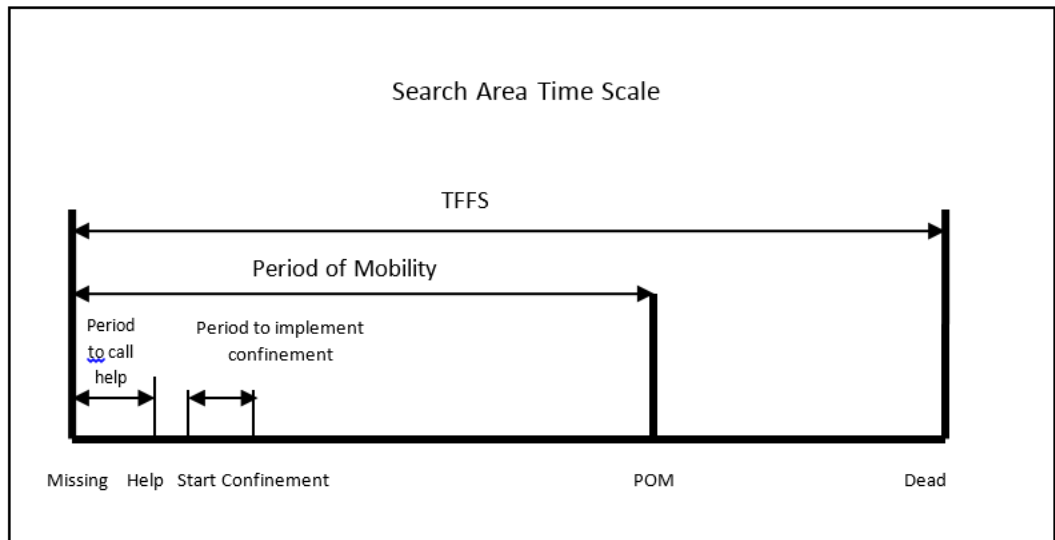 Search Area Time Scale
TFFS
Period of Mobility
Period
to call
help
Period to implement
confinement
Missing Help Start Confinement POM Dead